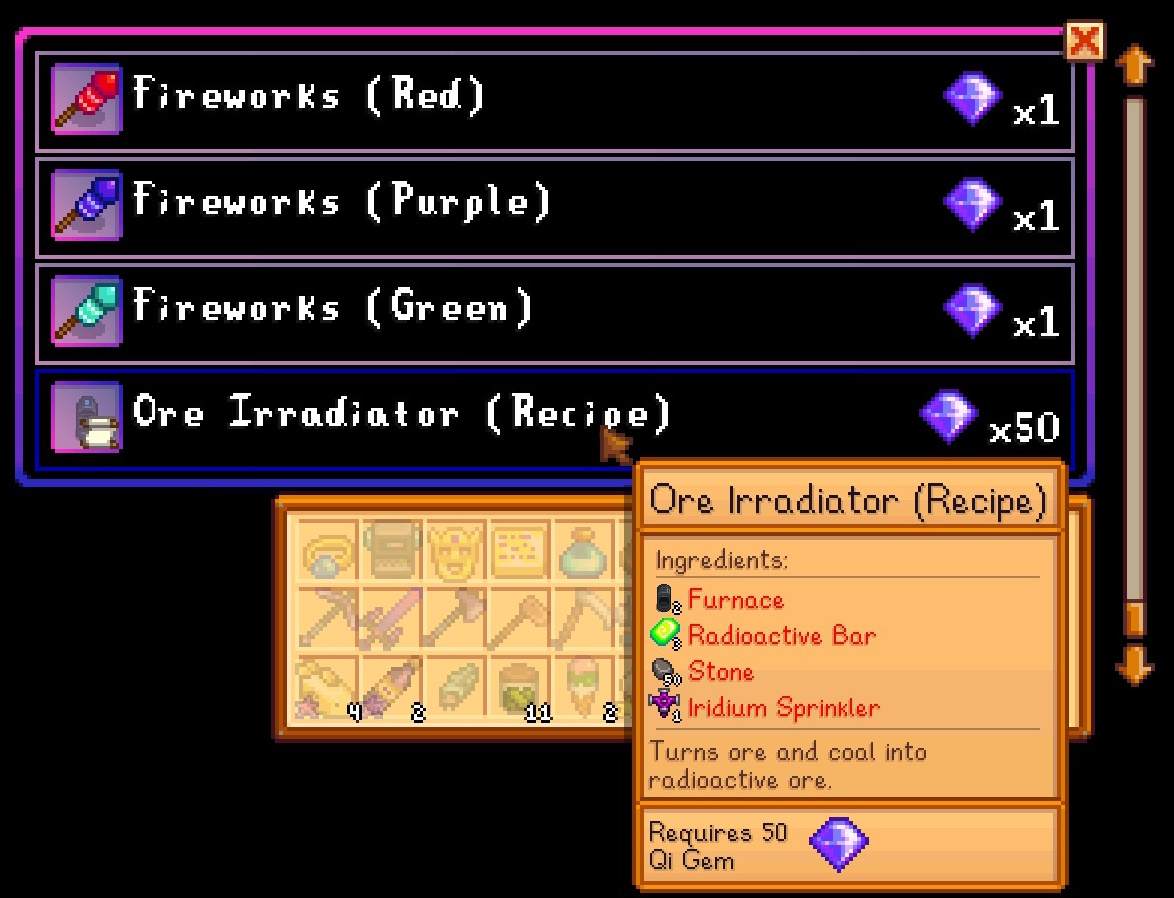 Fireworks (Red)
x1
Fireworks (Purple)
x1
Fireworks (Green)
x1
Ore Irradiator (Recipe)
x50
Ore Irradiator (Recipe)
Ingredients:
2 Furnace
3 Radioactive Bar
50 Stone
1 Iridium Sprinkler
Turns ore and coal into
radioactive ore.
Requires 50
Qi Gem
4 2 11 2